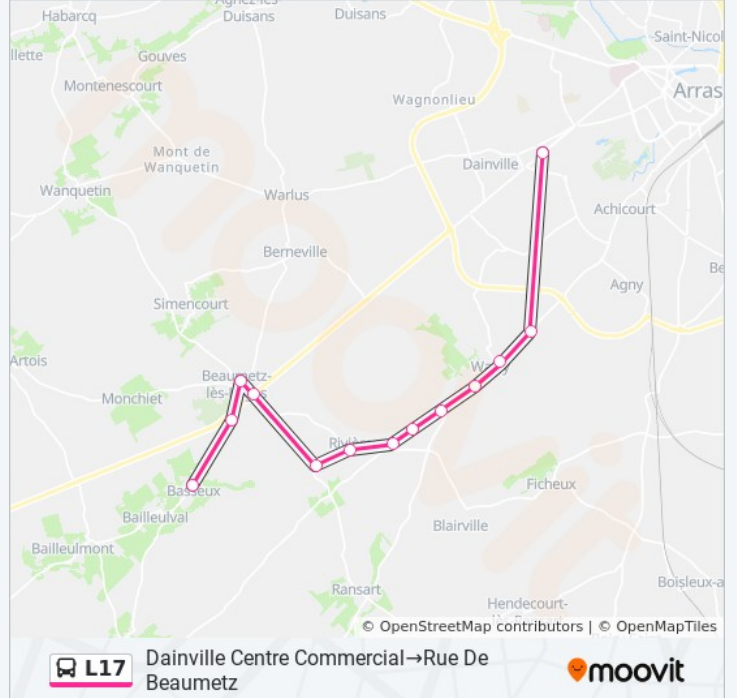 Habarcq
Agnez-lès-
Duisans
Duisans
Saint-Nicol
llette
Gouves
Montenescourt
Wagnonlieu
Arras
Mont de
Wanquetin
Dainville
Wanquetin
Warlus
Achicourt
Berneville
Be
Agny
Simencourt
Artois
Beaumetz-
lès-
Monchiet
Rivière
Ficheux
Basseux
Bailleulval
Blairville
Bailleulmont
Ransart
Boisleux-a
Hendecourt-
moovit
© OpenStreetMap contributors | © OpenMapTiles
L17
Dainville Centre Commercial→Rue De
Beaumetz
moovit